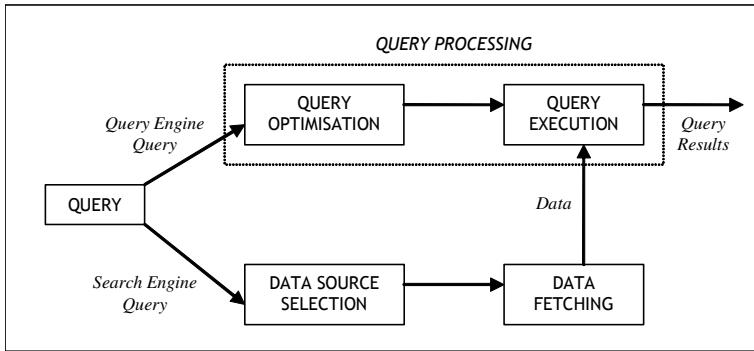 QUERY PROCESSING
QUERY
OPTIMISATION
QUERY
EXECUTION
Query Engine
Query
Query
Results
QUERY
Data
Search Engine
Query
DATA SOURCE
SELECTION
DATA
FETCHING